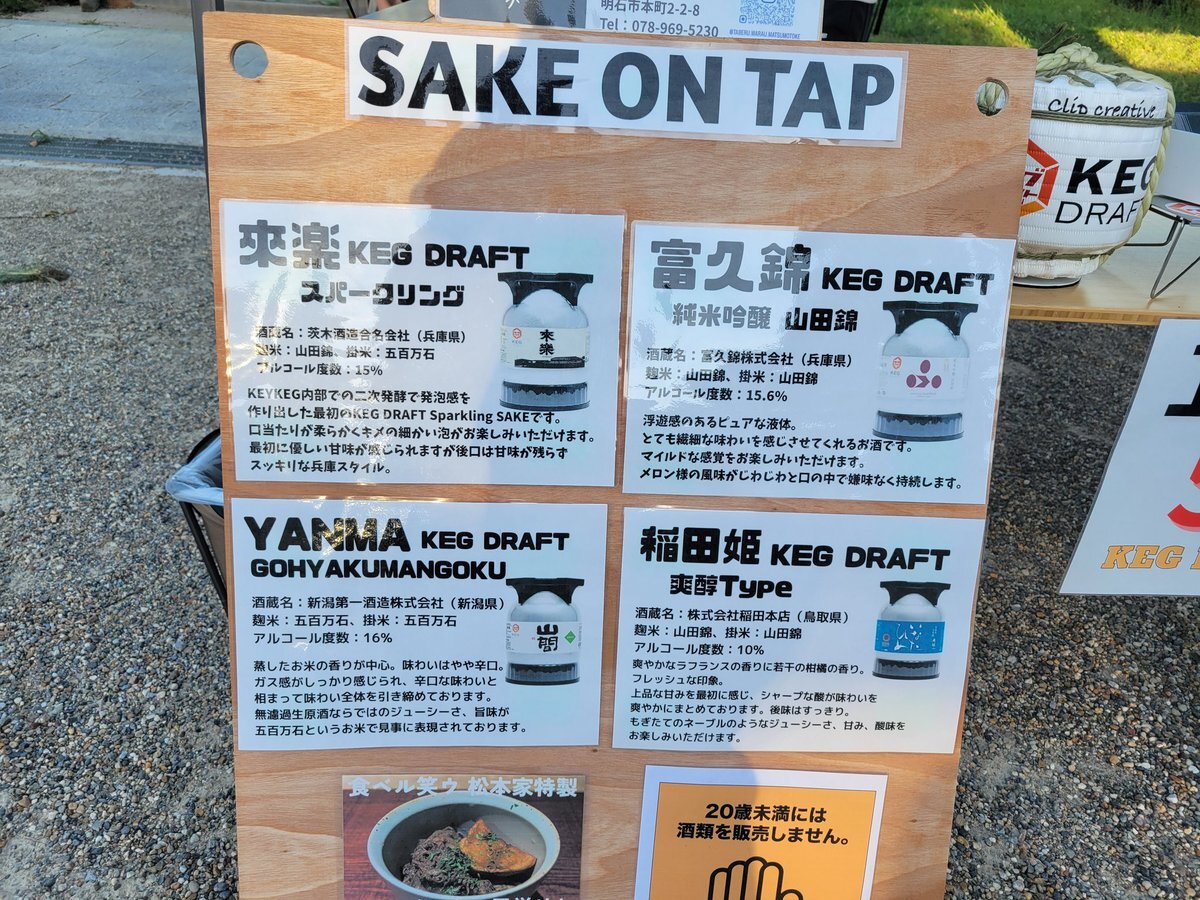 明石市本町2-2-8
Tel : 078-969-5230
@TABERU.WARAU.MATSUMOTOKE
SAKE ON TAP
Clip creative
KEG
DRAFT
來楽 KEG DRAFT
スパークリング
酒蔵名：茨木酒造合名会社（兵庫県）
麹米：山田錦、掛米：五百万石
アルコール度数：15%
KEYKEG内部での二次発酵で発泡感を
作り出した最初のKEG DRAFT Sparkling SAKEです。
口当たりが柔らかくキメの細かい泡がお楽しみいただけます。
最初に優しい甘味が感じられますが後口は甘味が残らず
スッキリな兵庫スタイル。
KEG
来樂
富久錦 KEG DRAFT
純米吟醸 山田錦
酒蔵名：富久錦株式会社（兵庫県）
麹米：山田錦、掛米：山田錦
アルコール度数：15.6%
浮遊感のあるピュアな液体。
とても繊細な味わいを感じさせてくれるお酒です。
マイルドな感覚をお楽しみいただけます。
メロン様の風味がじわじわと口の中で嫌味なく持続します。
KEG
YANMA KEG DRAFT
GOHYAKUMANGOKU
酒蔵名：新潟第一酒造株式会社（新潟県）
麹米：五百万石、掛米：五百万石
アルコール度数：16%
蒸したお米の香りが中心。味わいはやや辛口。
ガス感がしっかり感じられ、辛口な味わいと
相まって味わい全体を引き締めております。
無濾過生原酒ならではのジューシーさ、旨味が
五百万石というお米で見事に表現されております。
KEG
山間
稲田姫 KEG DRAFT
爽醇Type
酒蔵名：株式会社稲田本店（鳥取県）
麹米：山田錦、掛米：山田錦
アルコール度数：10%
爽やかなラフランスの香りに若干の柑橘の香り。
フレッシュな印象。
上品な甘みを最初に感じ、シャープな酸が味わいを
爽やかにまとめております。後味はすっきり。
もぎたてのネーブルのようなジューシーさ、甘み、酸味を
お楽しみいただけます。
いなたひめ
KEG
食べル笑ウ 松本家特製
20歳未満には
酒類を販売しません。